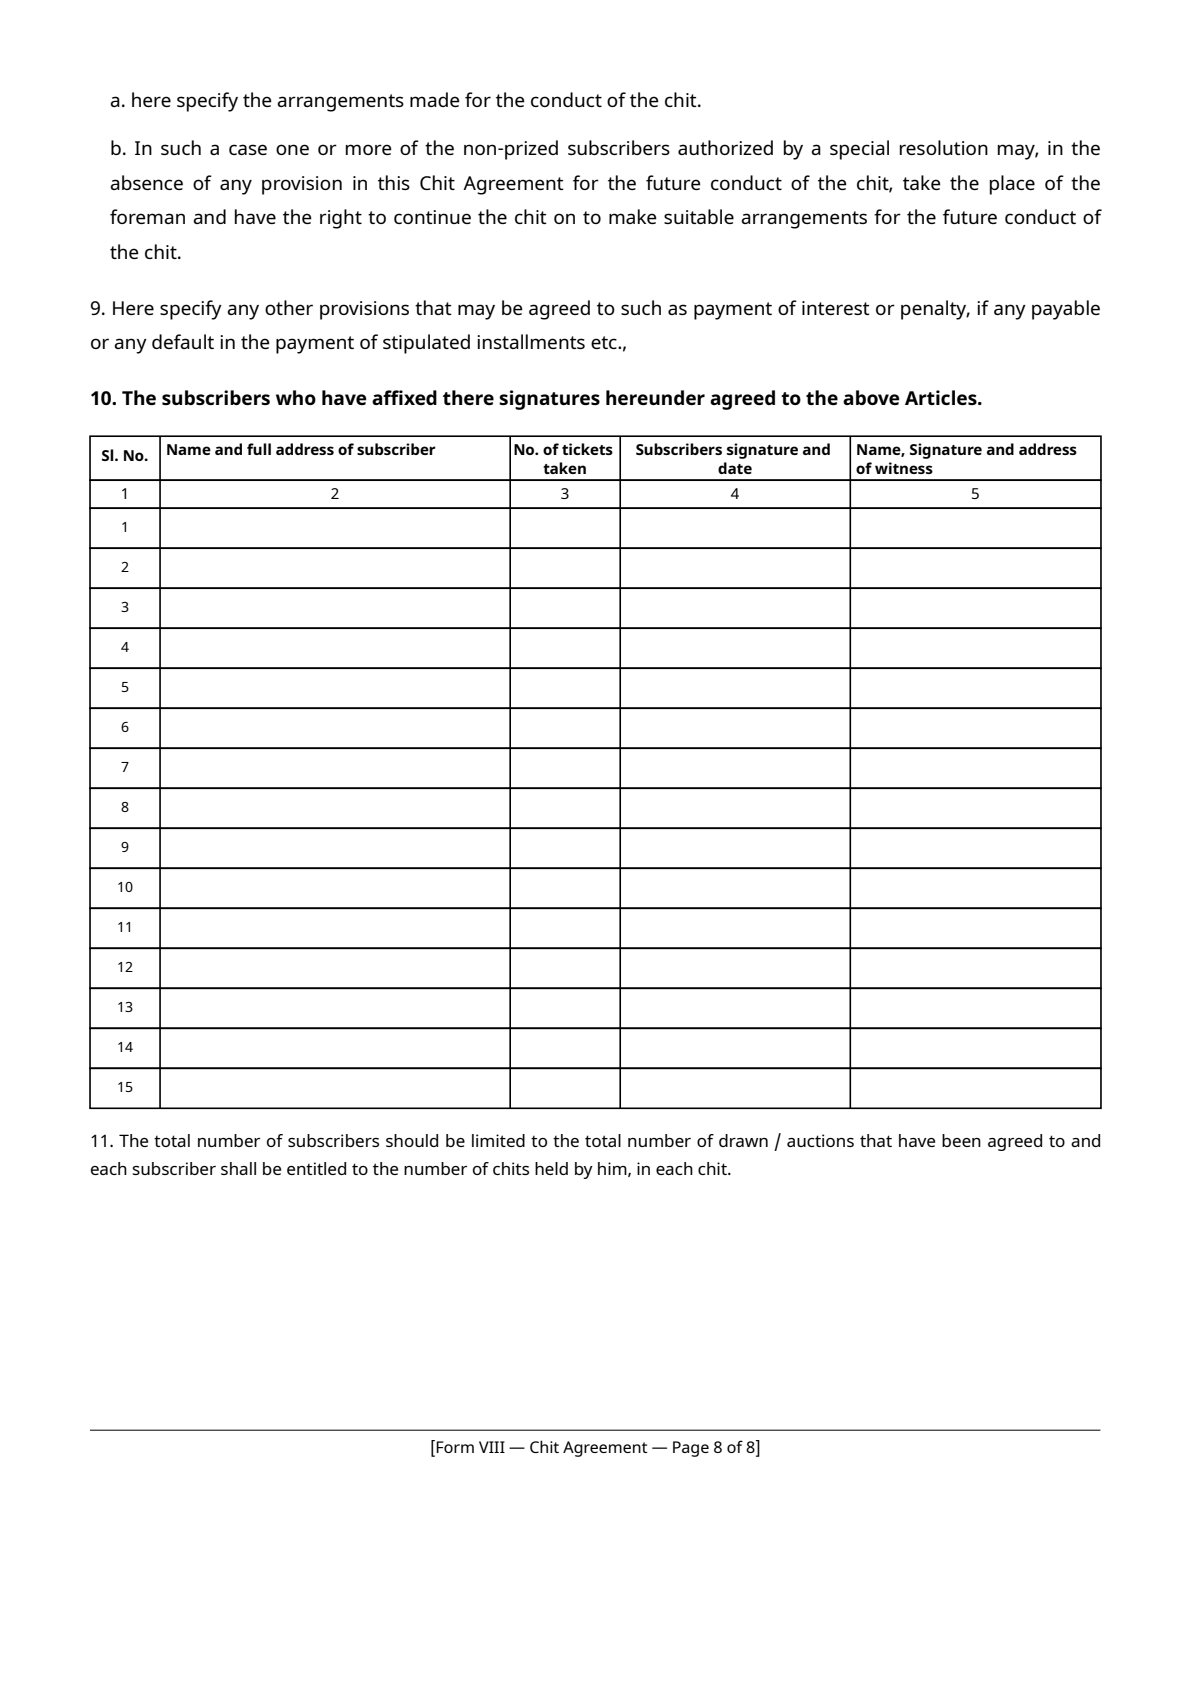 a. here specify the arrangements made for the conduct of the chit.
b. In such a case one or more of the non-prized subscribers authorized by a special resolution may, in the
absence of any provision in this Chit Agreement for the future conduct of the chit, take the place of the
foreman and have the right to continue the chit on to make suitable arrangements for the future conduct of
the chit.
9. Here specify any other provisions that may be agreed to such as payment of interest or penalty, if any payable
or any default in the payment of stipulated installments etc.,
10. The subscribers who have affixed there signatures hereunder agreed to the above Articles.
Sl. No. Name and full address of subscriber No. of tickets taken Subscribers signature and date Name, Signature and address of witness
1 2 3 4 5
1
2
3
4
5
6
7
8
9
10
11
12
13
14
15
11. The total number of subscribers should be limited to the total number of drawn / auctions that have been agreed to and
each subscriber shall be entitled to the number of chits held by him, in each chit.
[Form VIII — Chit Agreement — Page 8 of 8]